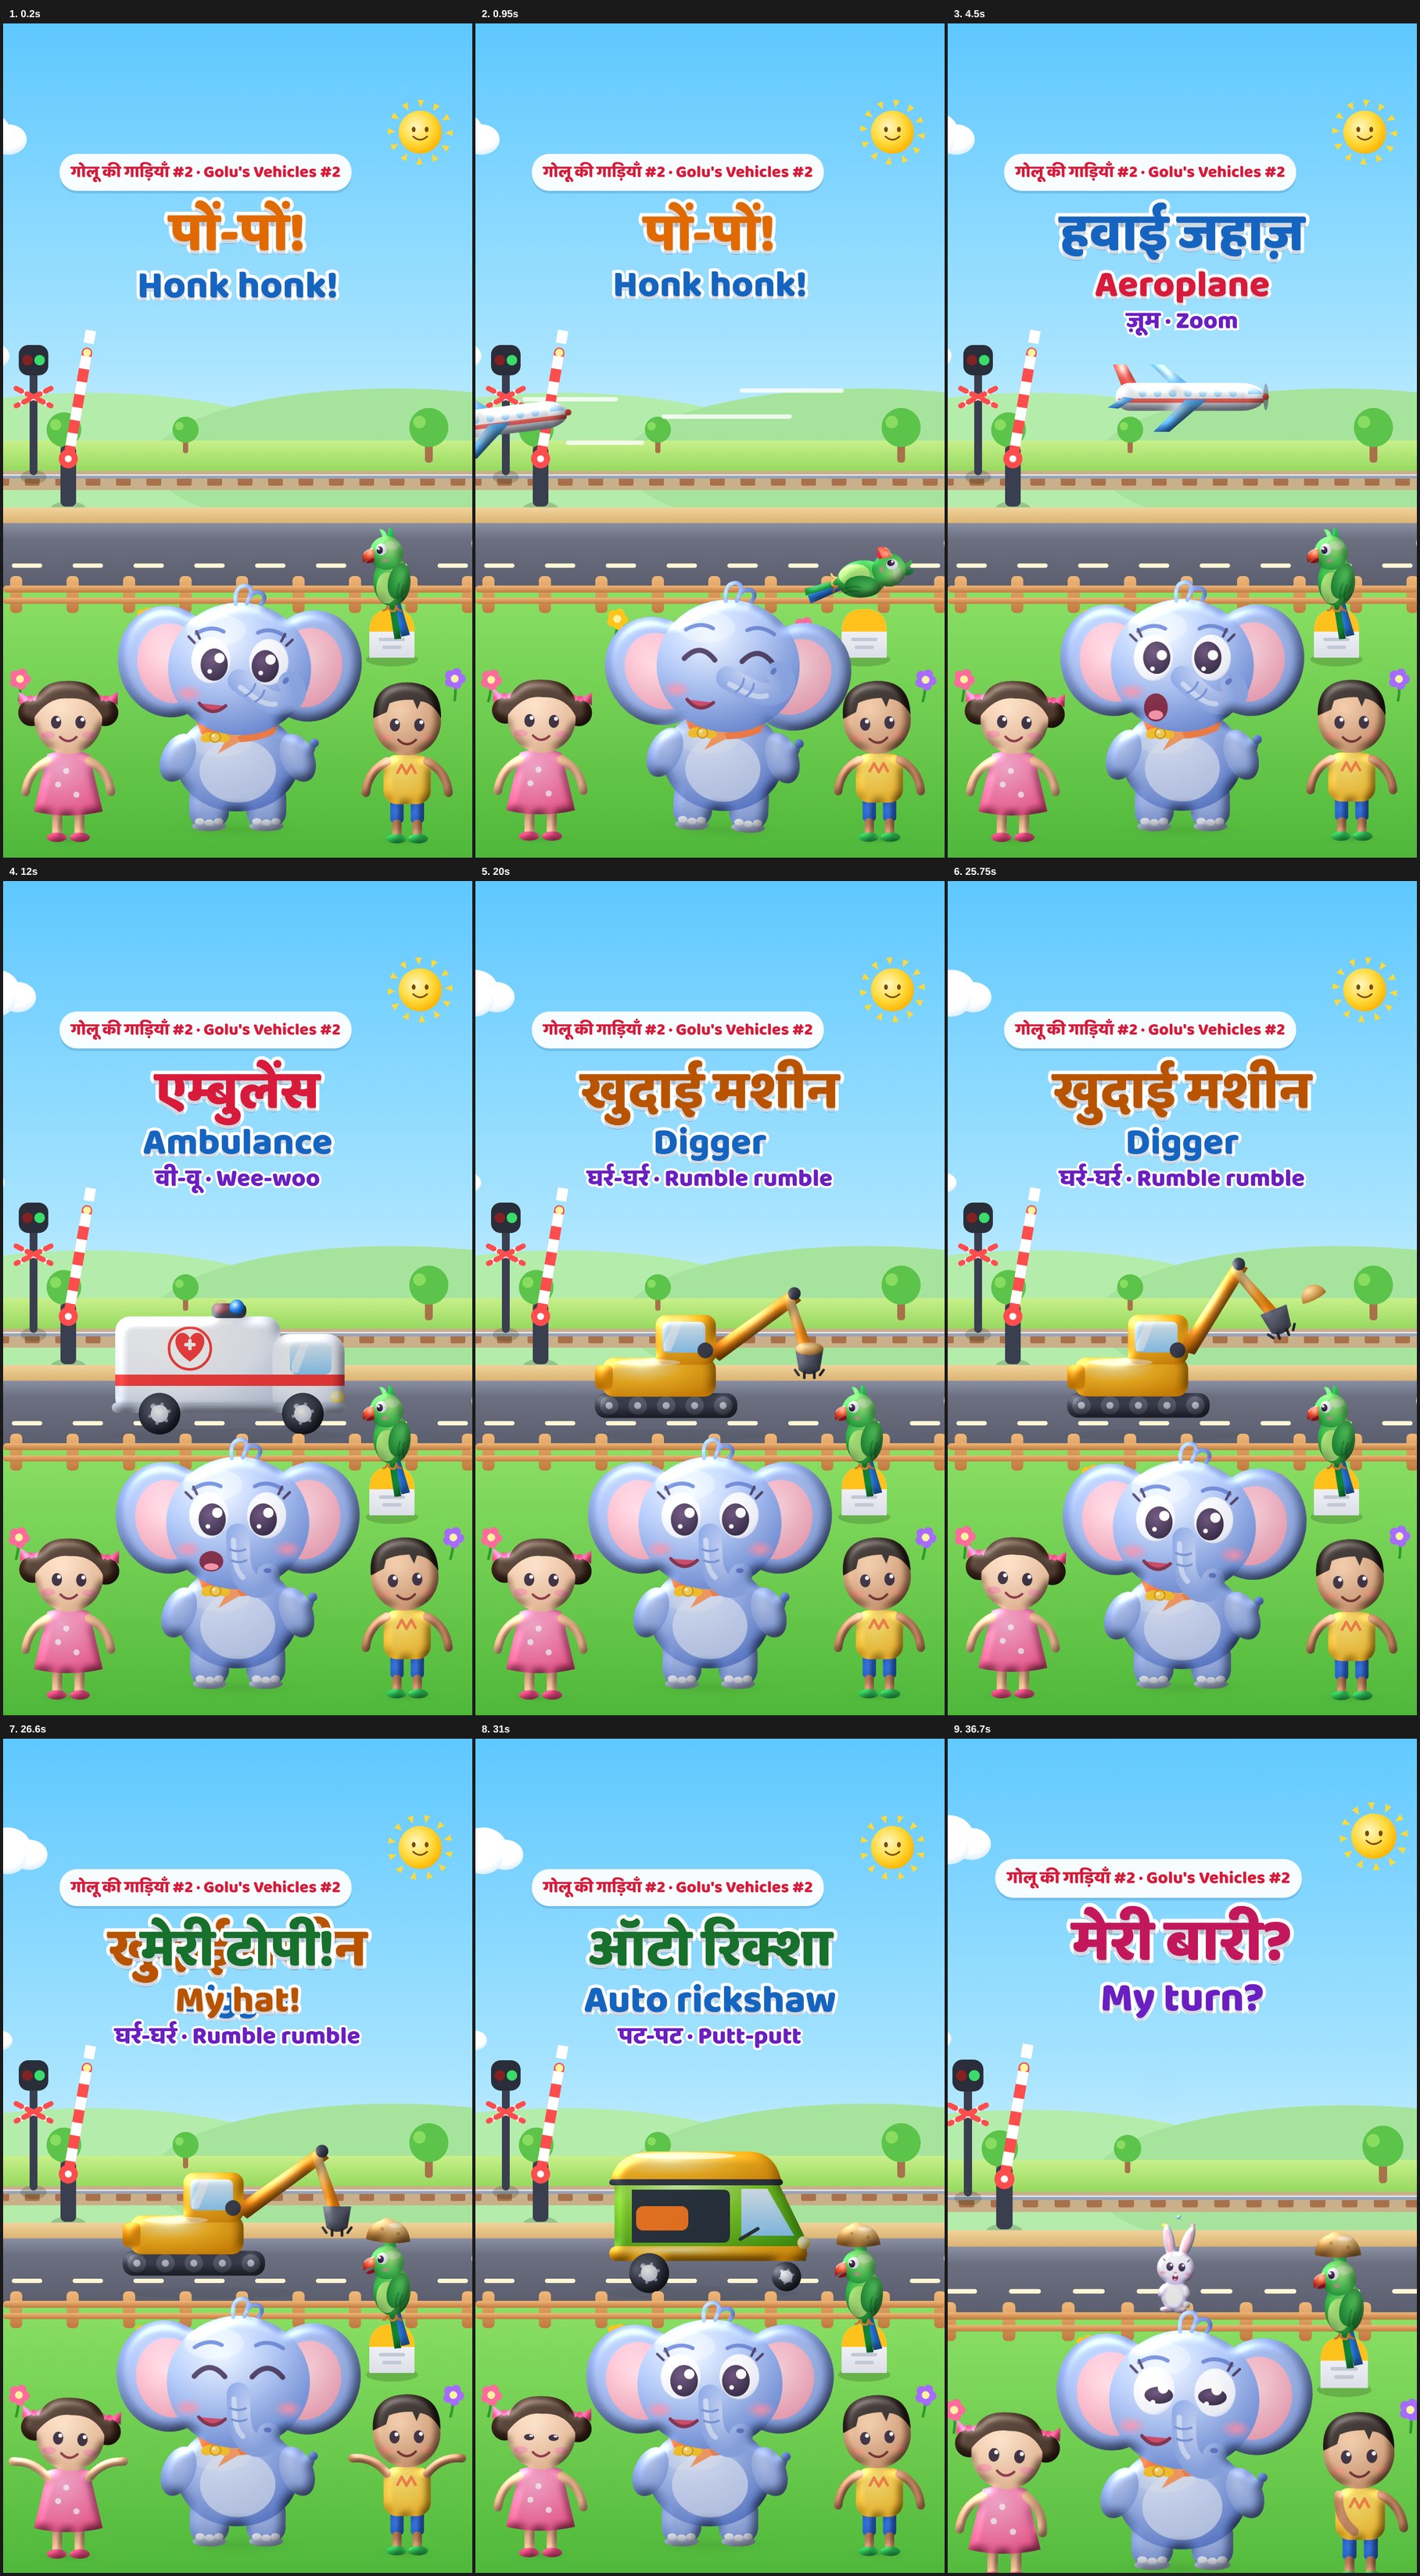 1. 0.2s
गोलू की गाड़ियाँ #2 · Golu's Vehicles #2
पों-पों!
Honk honk!
2. 0.95s
गोलू की गाड़ियाँ #2 · Golu's Vehicles #2
पों-पों!
Honk honk!
3. 4.5s
गोलू की गाड़ियाँ #2 · Golu's Vehicles #2
हवाई जहाज़
Aeroplane
ज़ूम · Zoom
4. 12s
गोलू की गाड़ियाँ #2 · Golu's Vehicles #2
एम्बुलेंस
Ambulance
वी-वू · Wee-woo
5. 20s
गोलू की गाड़ियाँ #2 · Golu's Vehicles #2
खुदाई मशीन
Digger
घर्र-घर्र · Rumble rumble
6. 25.75s
गोलू की गाड़ियाँ #2 · Golu's Vehicles #2
खुदाई मशीन
Digger
घर्र-घर्र · Rumble rumble
7. 26.6s
गोलू की गाड़ियाँ #2 · Golu's Vehicles #2
मेरी टोपी!
My hat!
घर्र-घर्र · Rumble rumble
8. 31s
गोलू की गाड़ियाँ #2 · Golu's Vehicles #2
ऑटो रिक्शा
Auto rickshaw
पट-पट · Putt-putt
9. 36.7s
गोलू की गाड़ियाँ #2 · Golu's Vehicles #2
मेरी बारी?
My turn?